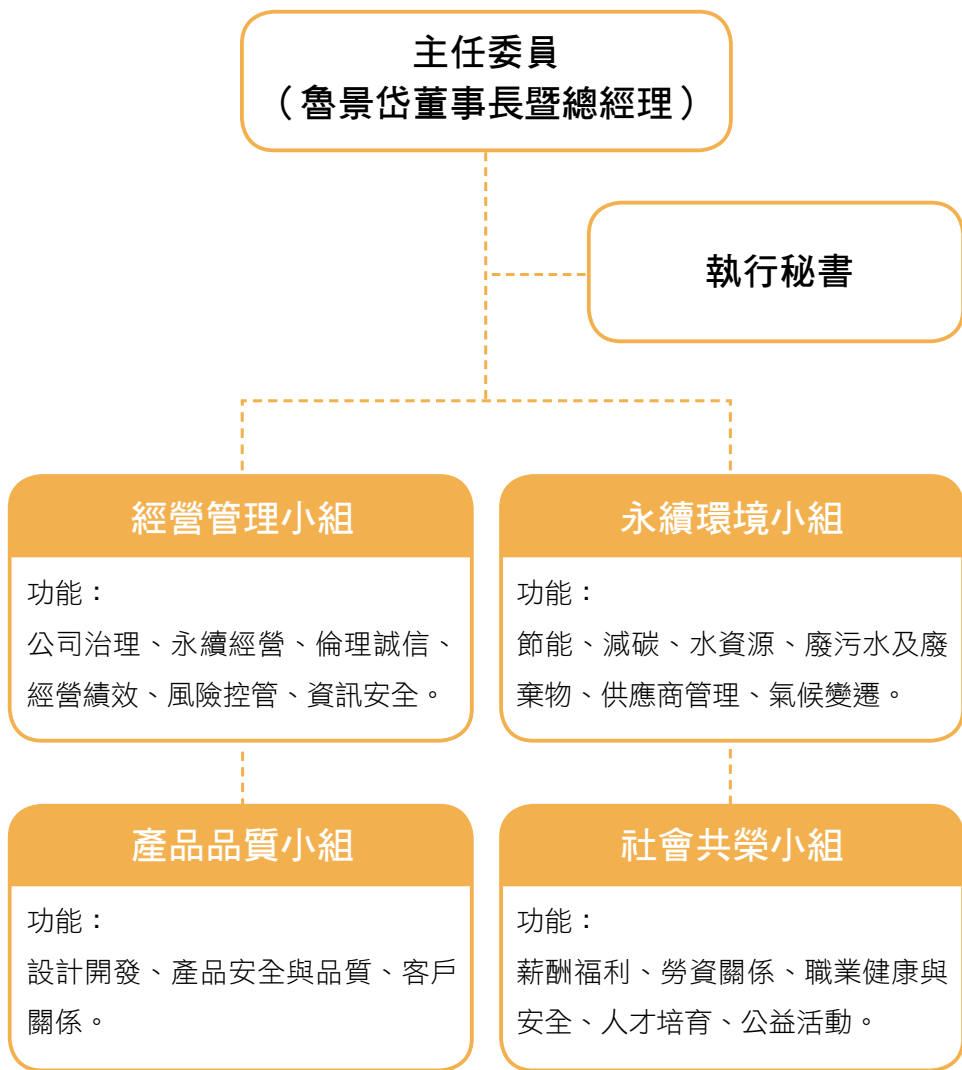 主任委員
（魯景岱董事長暨總經理）
執行秘書
經營管理小組
功能：
公司治理、永續經營、倫理誠信、
經營績效、風險控管、資訊安全。
永續環境小組
功能：
節能、減碳、水資源、廢污水及廢
棄物、供應商管理、氣候變遷。
產品品質小組
功能：
設計開發、產品安全與品質、客戶
關係。
社會共榮小組
功能：
薪酬福利、勞資關係、職業健康與
安全、人才培育、公益活動。